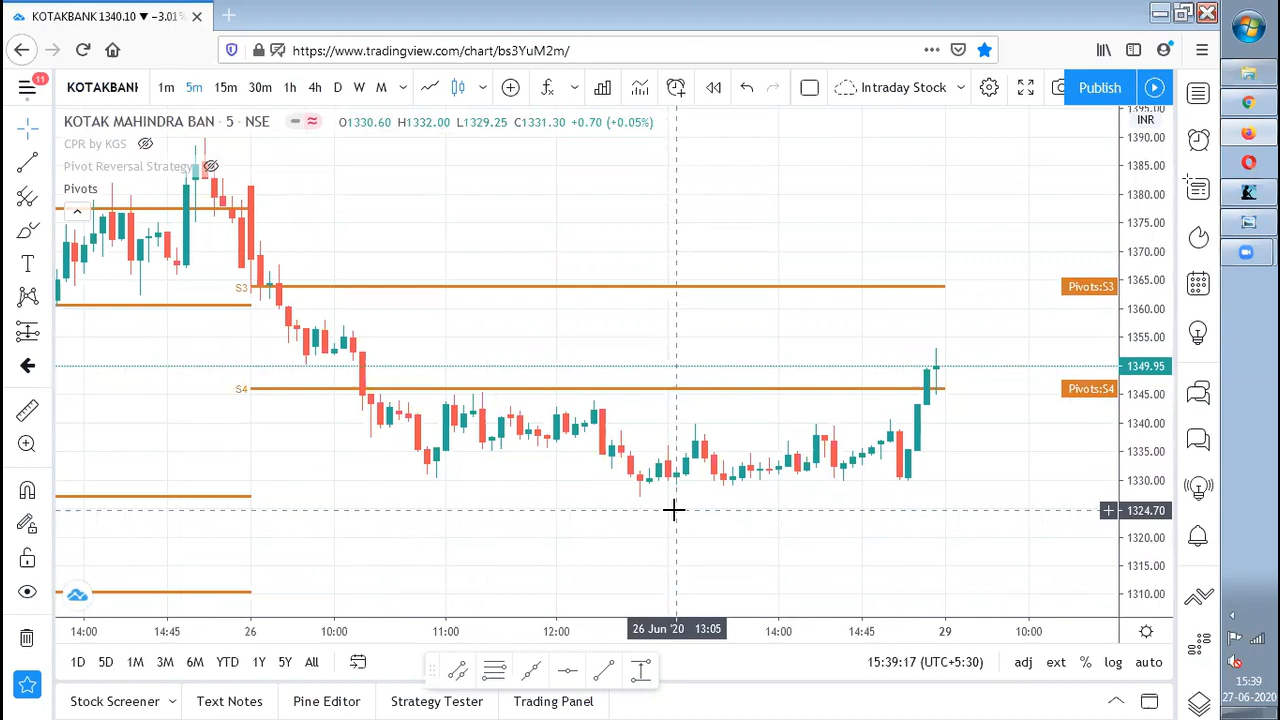 KOTAKBANK 1340.10 ▼ −3.01%
https://www.tradingview.com/chart/bs3YuM2m/
11
KOTAKBANK 1m 5m 15m 30m 1h 4h D W M Intraday Stock Publish
KOTAK MAHINDRA BAN · 5 · NSE O1330.60 H1332.00 L1329.25 C1331.30 +0.70 (+0.05%)
CPR by KGS
Pivot Reversal Strategy
Pivots
S3
S4
Pivots:S3
Pivots:S4
1395.00
INR
1390.00
1385.00
1380.00
1375.00
1370.00
1365.00
1360.00
1355.00
1349.95
1345.00
1340.00
1335.00
1330.00
1324.70
1320.00
1315.00
1310.00
14:00 14:45 26 10:00 11:00 12:00 26 Jun '20 13:05 14:00 14:45 29 10:00
1D 5D 1M 3M 6M YTD 1Y 5Y All 15:39:17 (UTC+5:30) adj ext % log auto
Stock Screener Text Notes Pine Editor Strategy Tester Trading Panel
15:39
27-06-2020